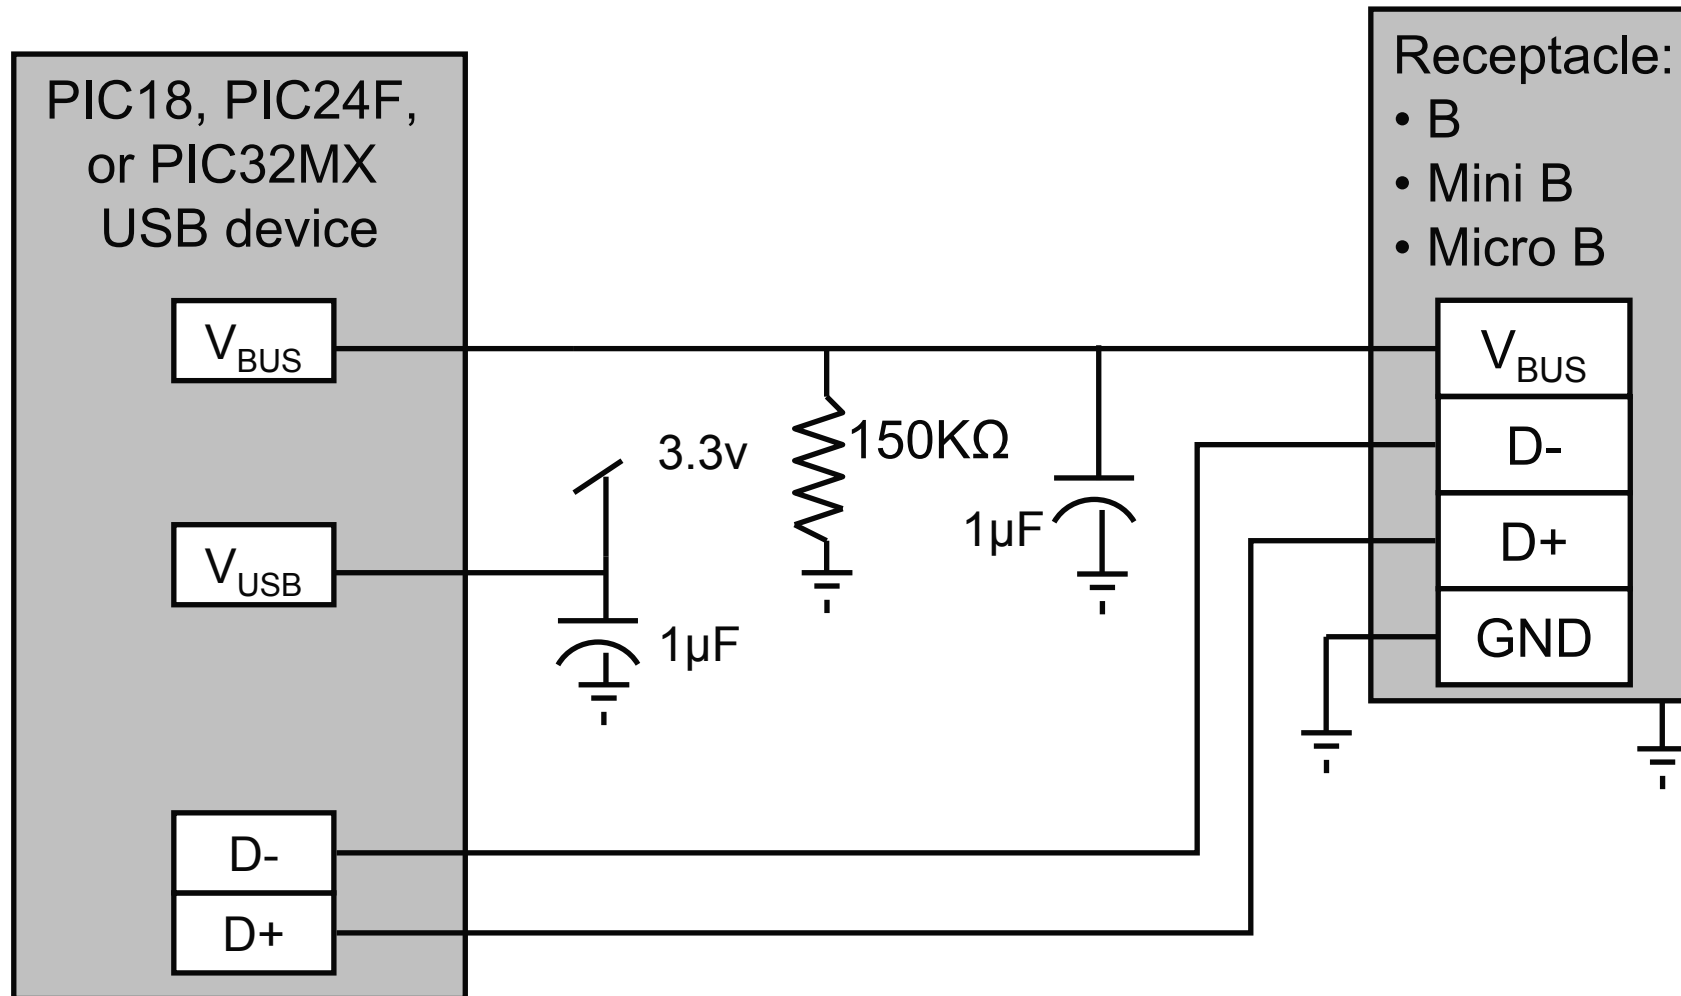 PIC18, PIC24F,
or PIC32MX
USB device
VBUS
VUSB
D-
D+
3.3v
1µF
150KΩ
1µF
Receptacle:
• B
• Mini B
• Micro B
VBUS
D-
D+
GND